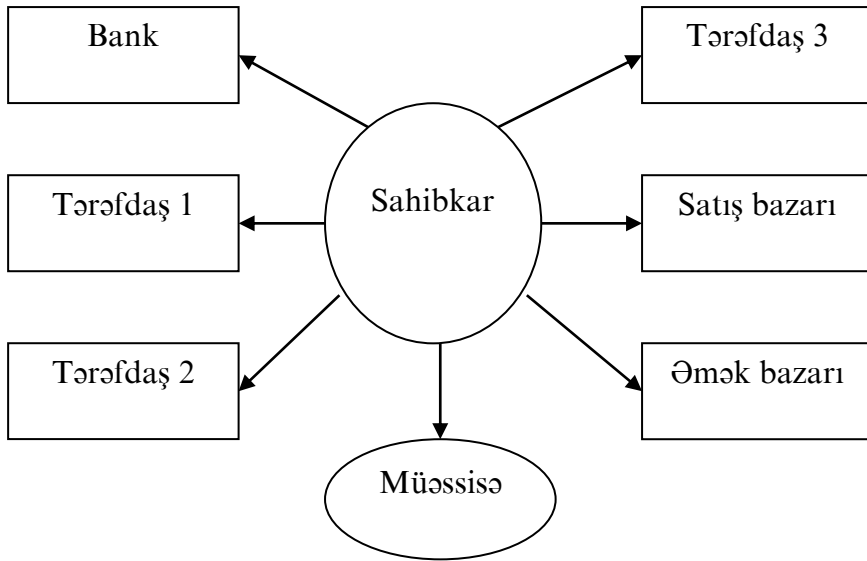 Bank
Tərəfdaş 3
Tərəfdaş 1
Sahibkar
Satış bazarı
Tərəfdaş 2
Əmək bazarı
Müəssisə